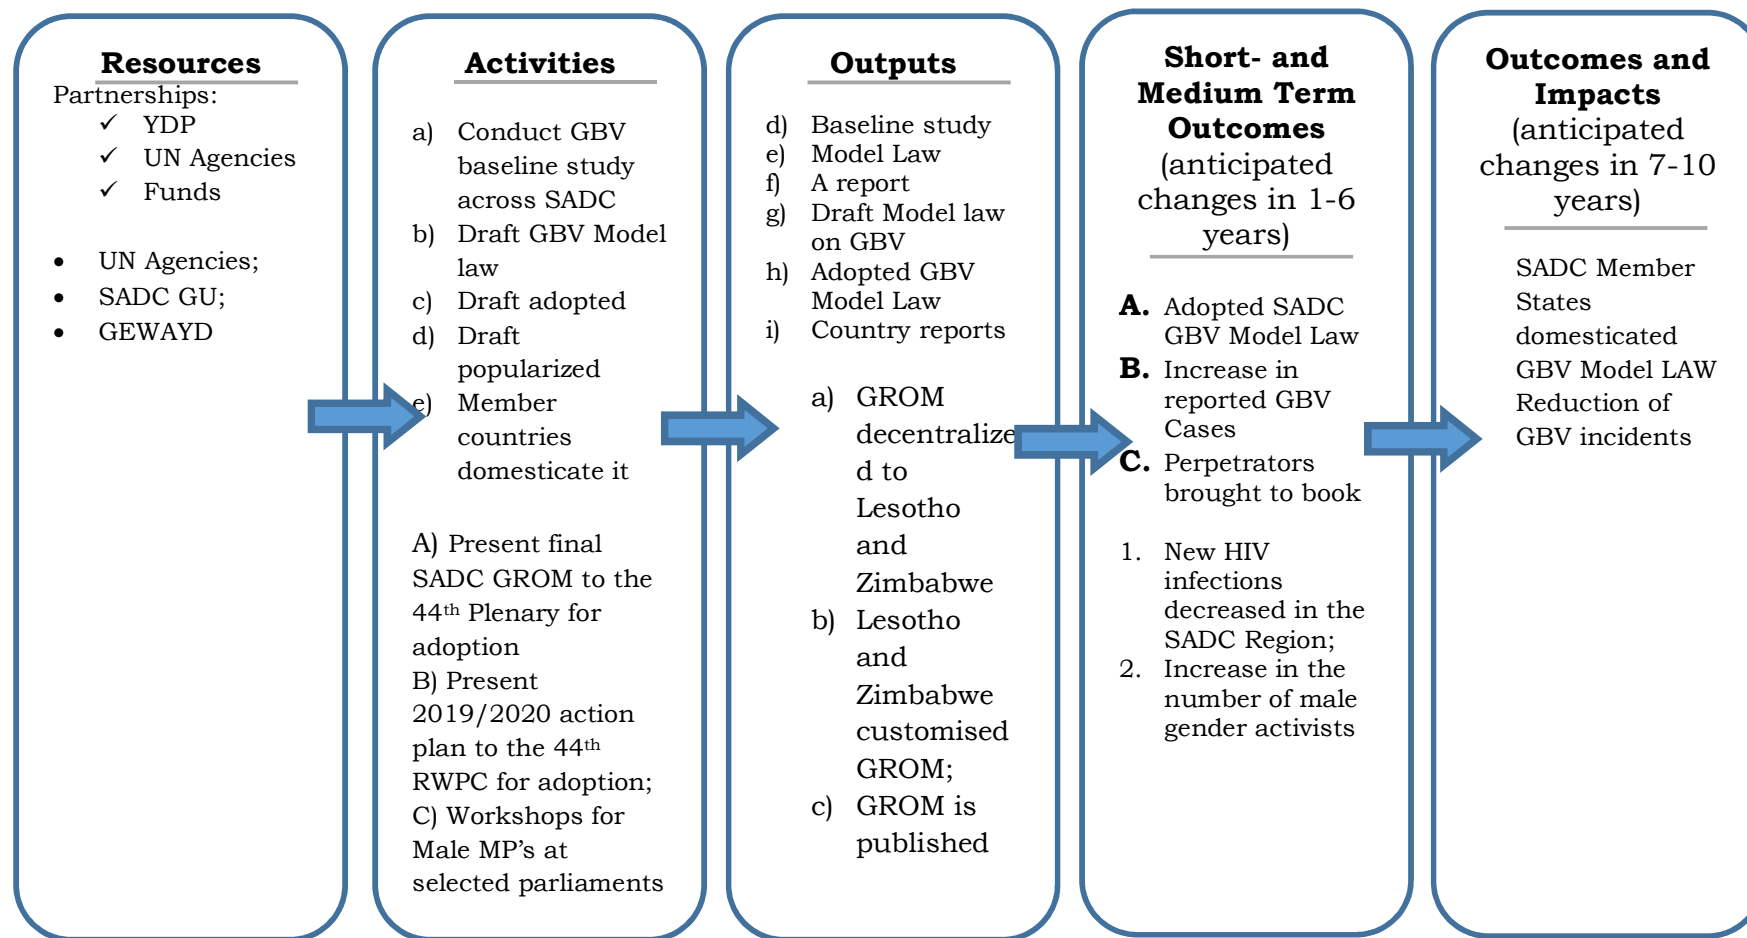 Resources
Partnerships:
✓ YDP
✓ UN Agencies
✓ Funds
• UN Agencies;
• SADC GU;
• GEWAYD
Activities
a) Conduct GBV
baseline study
across SADC
b) Draft GBV Model
law
c) Draft adopted
d) Draft
popularized
e) Member
countries
domesticate it
A) Present final
SADC GROM to the
44th Plenary for
adoption
B) Present
2019/2020 action
plan to the 44th
RWPC for adoption;
C) Workshops for
Male MP’s at
selected parliaments
Outputs
d) Baseline study
e) Model Law
f) A report
g) Draft Model law
on GBV
h) Adopted GBV
Model Law
i) Country reports
a) GROM
decentralize
d to
Lesotho
and
Zimbabwe
b) Lesotho
and
Zimbabwe
customised
GROM;
c) GROM is
published
Short- and
Medium Term
Outcomes
(anticipated
changes in 1-6
years)
A. Adopted SADC
GBV Model Law
B. Increase in
reported GBV
Cases
C. Perpetrators
brought to book
1. New HIV
infections
decreased in the
SADC Region;
2. Increase in the
number of male
gender activists
Outcomes and
Impacts
(anticipated
changes in 7-10
years)
SADC Member
States
domesticated
GBV Model LAW
Reduction of
GBV incidents